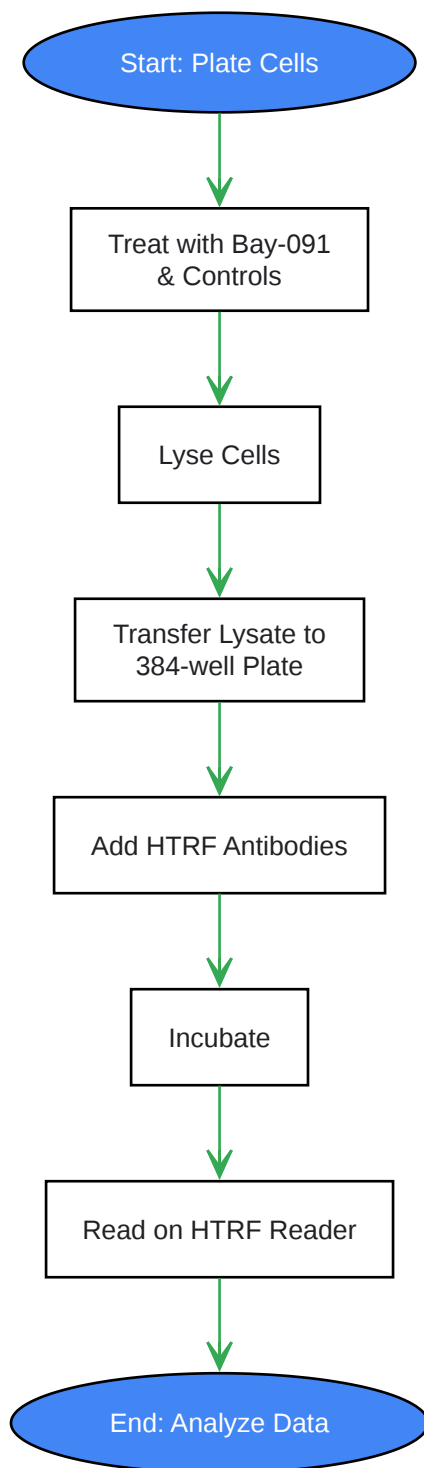 Start: Plate Cells
Treat with Bay-091
& Controls
Lyse Cells
Transfer Lysate to
384-well Plate
Add HTRF Antibodies
Incubate
Read on HTRF Reader
End: Analyze Data